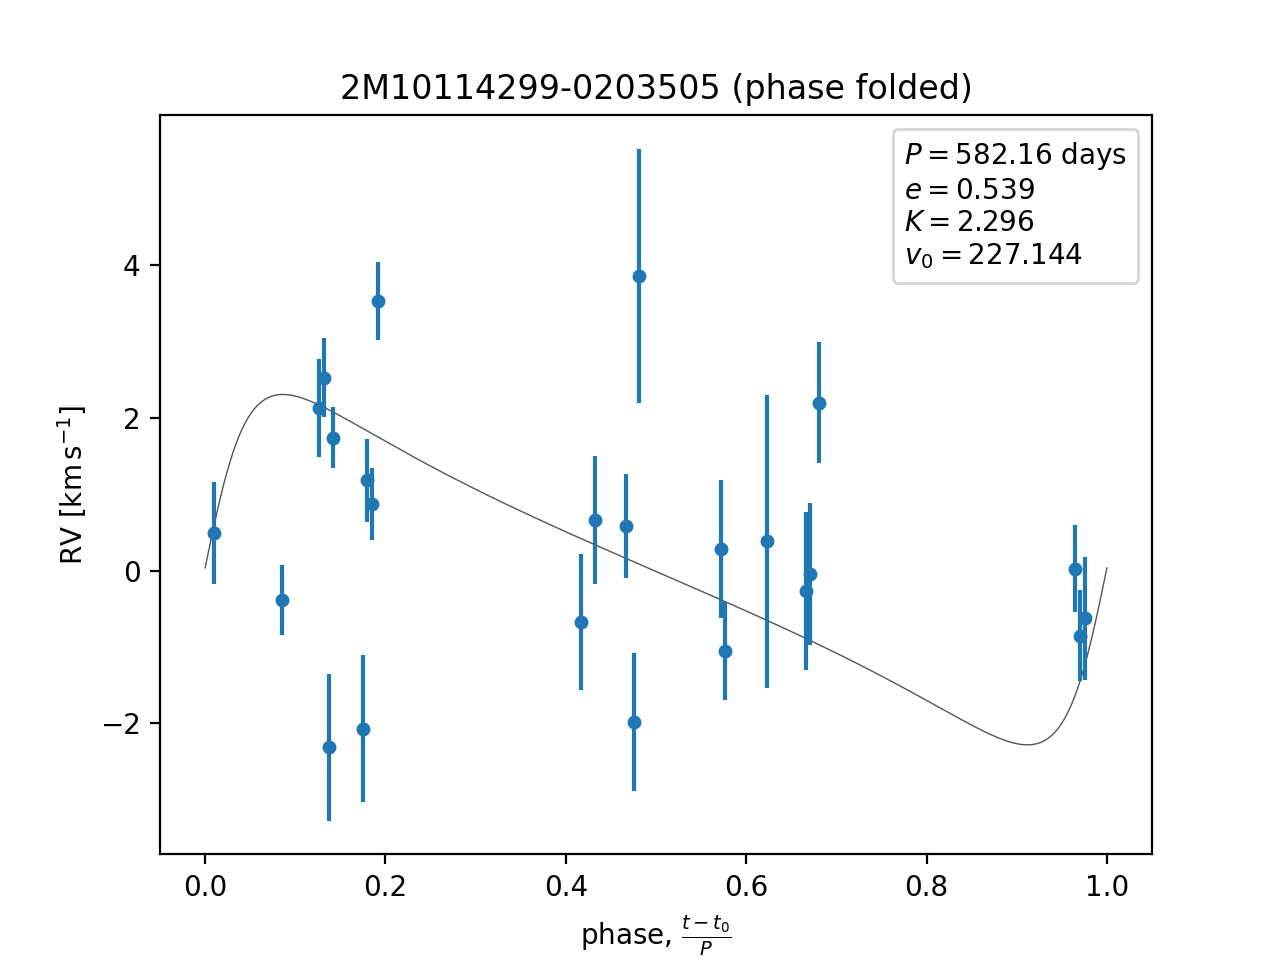 2M10114299-0203505 (phase folded)
P = 582.16 days
e = 0.539
K = 2.296
v₀ = 227.144
RV [km s⁻¹]
4
2
0
−2
0.0 0.2 0.4 0.6 0.8 1.0
phase, (t − t₀)/P